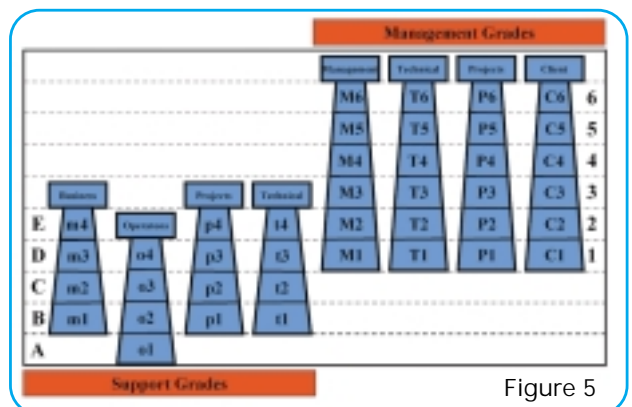 Management Grades
Management Technical Projects Client
M6 T6 P6 C6 6
M5 T5 P5 C5 5
M4 T4 P4 C4 4
Business Projects Technical M3 T3 P3 C3 3
E m4 Operations p4 t4 M2 T2 P2 C2 2
D m3 o4 p3 t3 M1 T1 P1 C1 1
C m2 o3 p2 t2
B m1 o2 p1 t1
A o1
Support Grades
Figure 5